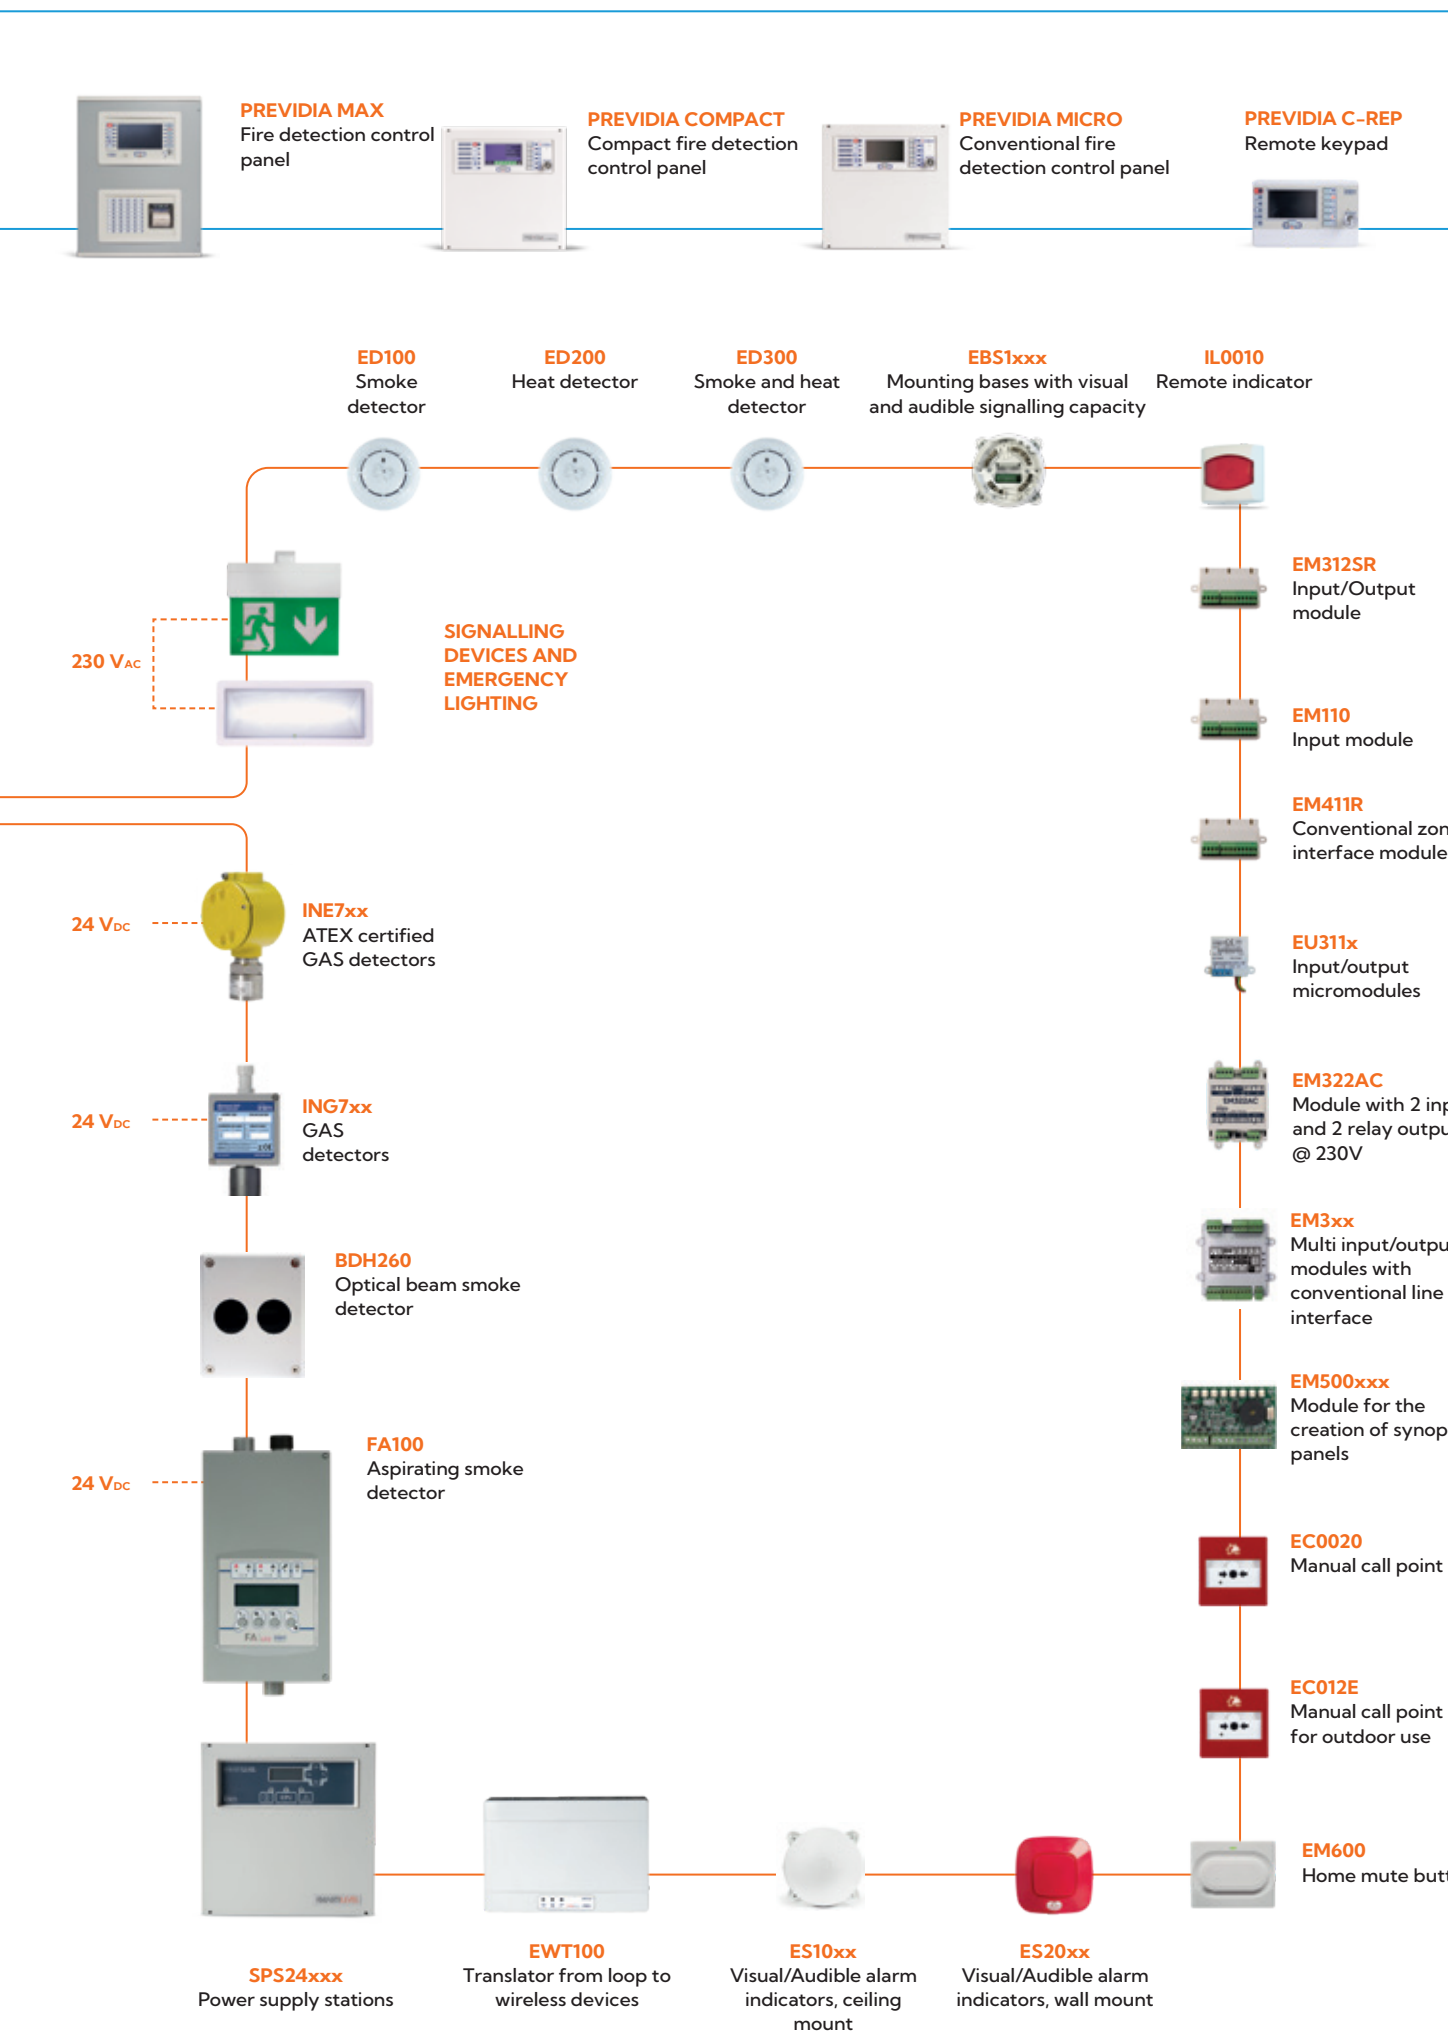 PREVIDIA MAX
Fire detection control
panel
PREVIDIA COMPACT
Compact fire detection
control panel
PREVIDIA MICRO
Conventional fire
detection control panel
PREVIDIA C-REP
Remote keypad
ED100
Smoke
detector
ED200
Heat detector
ED300
Smoke and heat
detector
EBS1xxx
Mounting bases with visual
and audible signalling capacity
IL0010
Remote indicator
EM312SR
Input/Output
module
230 VAC
SIGNALLING
DEVICES AND
EMERGENCY
LIGHTING
EM110
Input module
EM411R
Conventional zon
interface module
24 VDC
INE7xx
ATEX certified
GAS detectors
EU311x
Input/output
micromodules
24 VDC
ING7xx
GAS
detectors
EM322AC
EM322AC
Module with 2 inp
and 2 relay outpu
@ 230V
BDH260
Optical beam smoke
detector
EM3xx
Multi input/outpu
modules with
conventional line
interface
24 VDC
FA100
Aspirating smoke
detector
FA
EM500xxx
Module for the
creation of synop
panels
EC0020
Manual call point
EC012E
Manual call point
for outdoor use
EM600
Home mute butt
SPS24xxx
Power supply stations
EWT100
Translator from loop to
wireless devices
ES10xx
Visual/Audible alarm
indicators, ceiling
mount
ES20xx
Visual/Audible alarm
indicators, wall mount